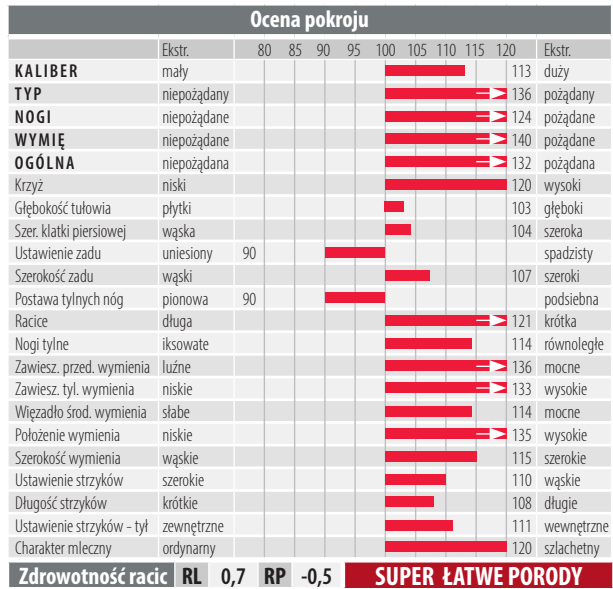 Ocena pokroju
Ekstr. 80 85 90 95 100 105 110 115 120 Ekstr.
KALIBER mały 113 duży
TYP niepożądany 136 pożądany
NOGI niepożądane 124 pożądane
WYMIĘ niepożądane 140 pożądane
OGÓLNA niepożądana 132 pożądana
Krzyż niski 120 wysoki
Głębokość tułowia płytki 103 głęboki
Szer. klatki piersiowej wąska 104 szeroka
Ustawienie zadu uniesiony 90 spadzisty
Szerokość zadu wąski 107 szeroki
Postawa tylnych nóg pionowa 90 podsiebna
Racice długa 121 krótka
Nogi tylne iksowate 114 równoległe
Zawiesz. przed. wymienia luźne 136 mocne
Zawiesz. tyl. wymienia niskie 133 wysokie
Więzadło środ. wymienia słabe 114 mocne
Położenie wymienia niskie 135 wysokie
Szerokość wymienia wąskie 115 szerokie
Ustawienie strzyków szerokie 110 wąskie
Długość strzyków krótkie 108 długie
Ustawienie strzyków - tył zewnętrzne 111 wewnętrzne
Charakter mleczny ordynarny 120 szlachetny
Zdrowotność racic RL 0,7 RP -0,5 SUPER ŁATWE PORODY